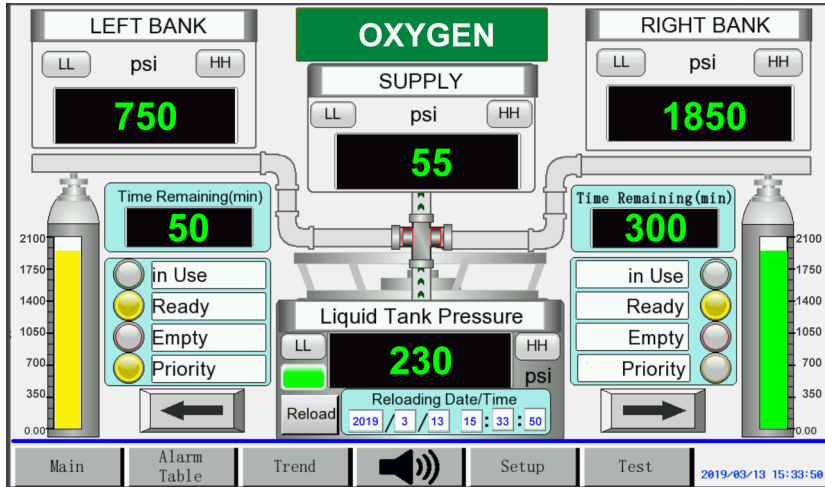 LEFT BANK
LL psi HH
750
OXYGEN
SUPPLY
LL psi HH
55
RIGHT BANK
LL psi HH
1850
Time Remaining(min)
50
in Use
Ready
Empty
Priority
2100
1750
1400
1050
700
350
0.00
Liquid Tank Pressure
LL HH
230
psi
Reload
Reloading Date/Time
2019 / 3 / 13 15 : 33 : 50
Time Remaining(min)
300
in Use
Ready
Empty
Priority
2100
1750
1400
1050
700
350
0.00
Main
Alarm
Table
Trend
Setup
Test
2019/03/13 15:33:50